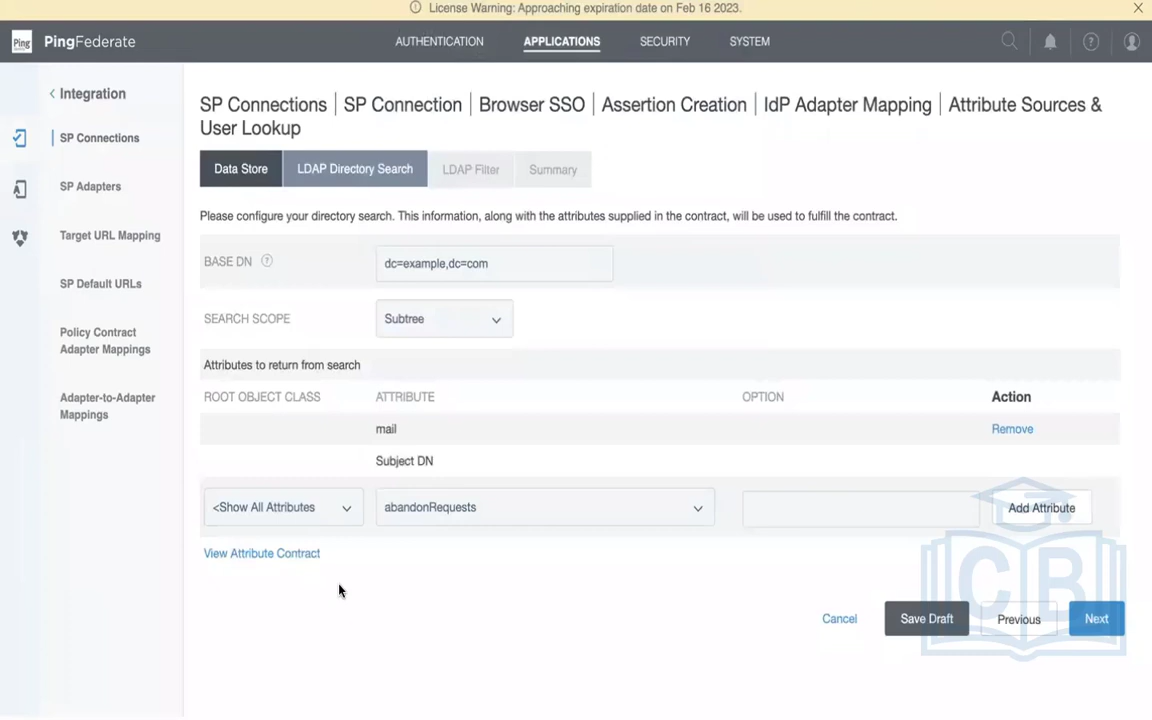 License Warning: Approaching expiration date on Feb 16 2023.
Ping
PingFederate
AUTHENTICATION
APPLICATIONS
SECURITY
SYSTEM
Integration
SP Connections
SP Adapters
Target URL Mapping
SP Default URLs
Policy Contract
Adapter Mappings
Adapter-to-Adapter
Mappings
SP Connections | SP Connection | Browser SSO | Assertion Creation | IdP Adapter Mapping | Attribute Sources &
User Lookup
Data Store
LDAP Directory Search
LDAP Filter
Summary
Please configure your directory search. This information, along with the attributes supplied in the contract, will be used to fulfill the contract.
BASE DN
dc=example,dc=com
SEARCH SCOPE
Subtree
Attributes to return from search
ROOT OBJECT CLASS ATTRIBUTE OPTION Action
mail Remove
Subject DN
<Show All Attributes abandonRequests Add Attribute
View Attribute Contract
CB
Cancel Save Draft Previous Next